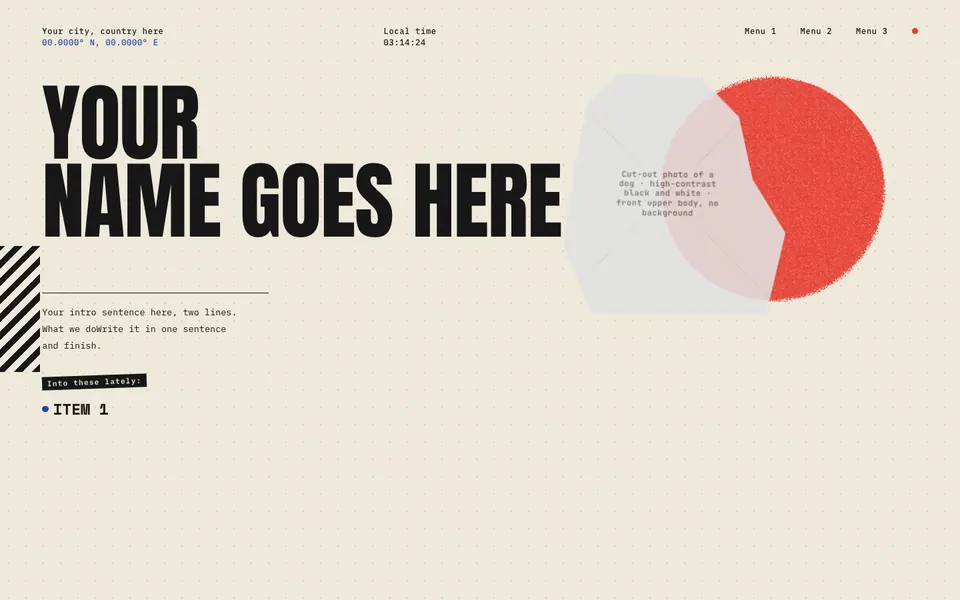 Your city, country here
00.0000° N, 00.0000° E
Local time
03:14:24
Menu 1
Menu 2
Menu 3
YOUR
NAME GOES HERE
Cut-out photo of a
dog · high-contrast
black and white ·
front upper body, no
background
Your intro sentence here, two lines.
What we doWrite it in one sentence
and finish.
Into these lately:
ITEM 1